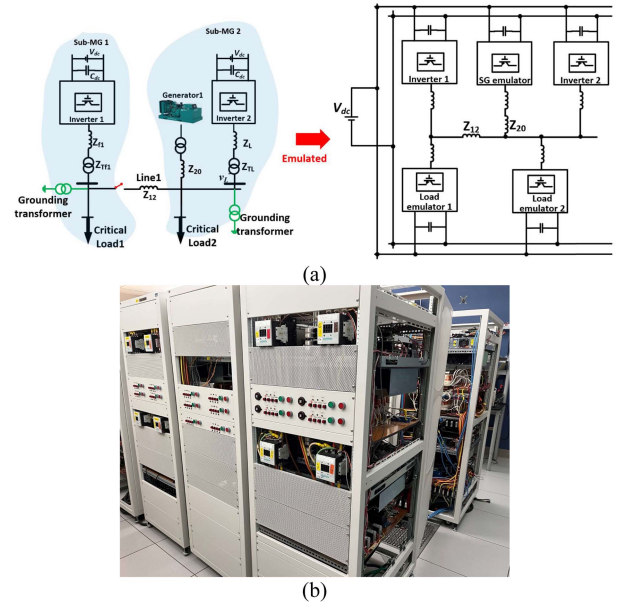 (a)
Sub-MG 1
Sub-MG 2
Vdc
Cdc
Inverter 1
Zf1
ZTf1
Grounding
transformer
Critical
Load1
Line1
Z12
Generator1
Z20
Critical
Load2
Vdc
Cdc
Inverter 2
ZL
ZTL
vL
Grounding
transformer
Emulated
Vdc
Inverter 1
SG emulator
Inverter 2
Z12
Z20
Load
emulator 1
Load
emulator 2
(a)
(b)